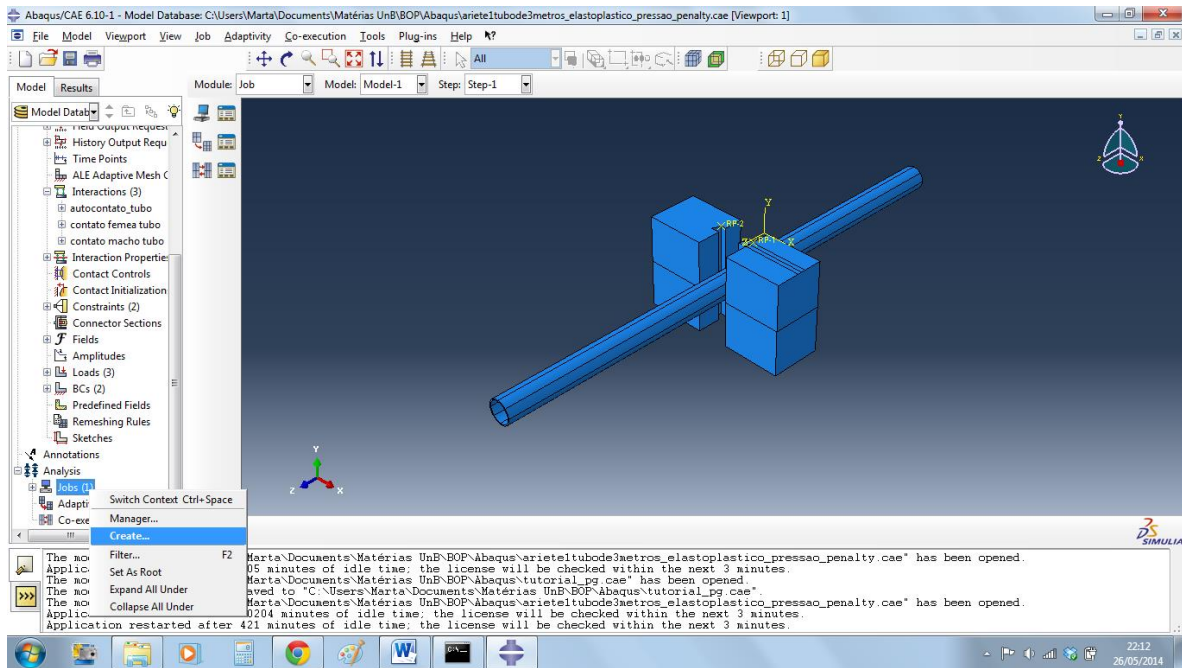 Abaqus/CAE 6.10-1 - Model Database: C:\Users\Marta\Documents\Matérias UnB\BOP\Abaqus\ariete1tubode3metros_elastoplastico_pressao_penalty.cae [Viewport: 1]
File Model Viewport View Job Adaptivity Co-execution Tools Plug-ins Help
All
Model Results
Module: Job Model: Model-1 Step: Step-1
Model Datab
Field Output Request
History Output Requ
Time Points
ALE Adaptive Mesh C
Interactions (3)
autocontato_tubo
contato femea tubo
contato macho tubo
Interaction Propertie
Contact Controls
Contact Initialization
Constraints (2)
Connector Sections
Fields
Amplitudes
Loads (3)
BCs (2)
Predefined Fields
Remeshing Rules
Sketches
Annotations
Analysis
Jobs (1)
Adapti
Co-exe
Switch Context Ctrl+Space
Manager...
Create...
Filter... F2
Set As Root
Expand All Under
Collapse All Under
Y
Z X
Y
RP-2
Z RP-1 X
Y
Z X
SIMULIA
The mo Marta\Documents\Matérias UnB\BOP\Abaqus\ariete1tubode3metros_elastoplastico_pressao_penalty.cae" has been opened.
Applic 05 minutes of idle time; the license will be checked within the next 3 minutes.
The mo Marta\Documents\Matérias UnB\BOP\Abaqus\tutorial_pg.cae" has been opened.
The mo aved to "C:\Users\Marta\Documents\Matérias UnB\BOP\Abaqus\tutorial_pg.cae".
The mo Marta\Documents\Matérias UnB\BOP\Abaqus\ariete1tubode3metros_elastoplastico_pressao_penalty.cae" has been opened.
Applic 0204 minutes of idle time; the license will be checked within the next 3 minutes.
Application restarted after 421 minutes of idle time; the license will be checked within the next 3 minutes.
22:12
26/05/2014